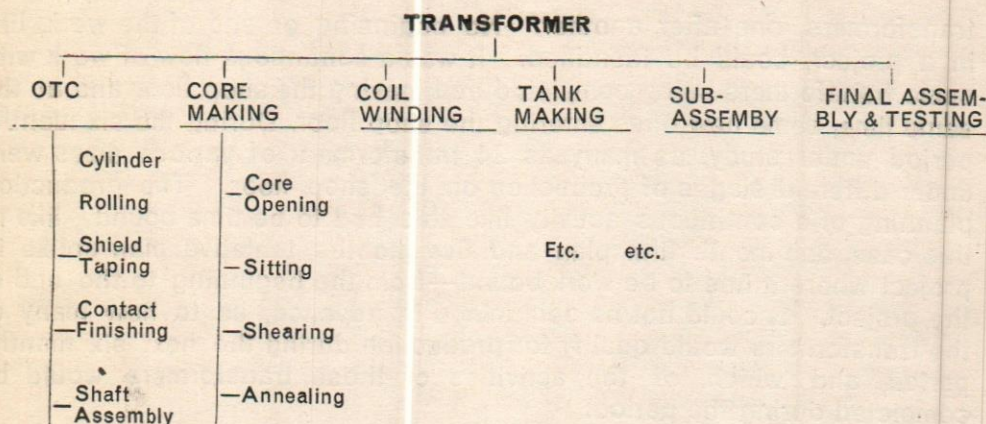 TRANSFORMER
OTC
CORE
MAKING
COIL
WINDING
TANK
MAKING
SUB-
ASSEMBY
FINAL ASSEM-
BLY & TESTING
Cylinder
Rolling
Shield
Taping
Contact
Finishing
Shaft
Assembly
Core
Opening
Sitting
Shearing
Annealing
Etc. etc.